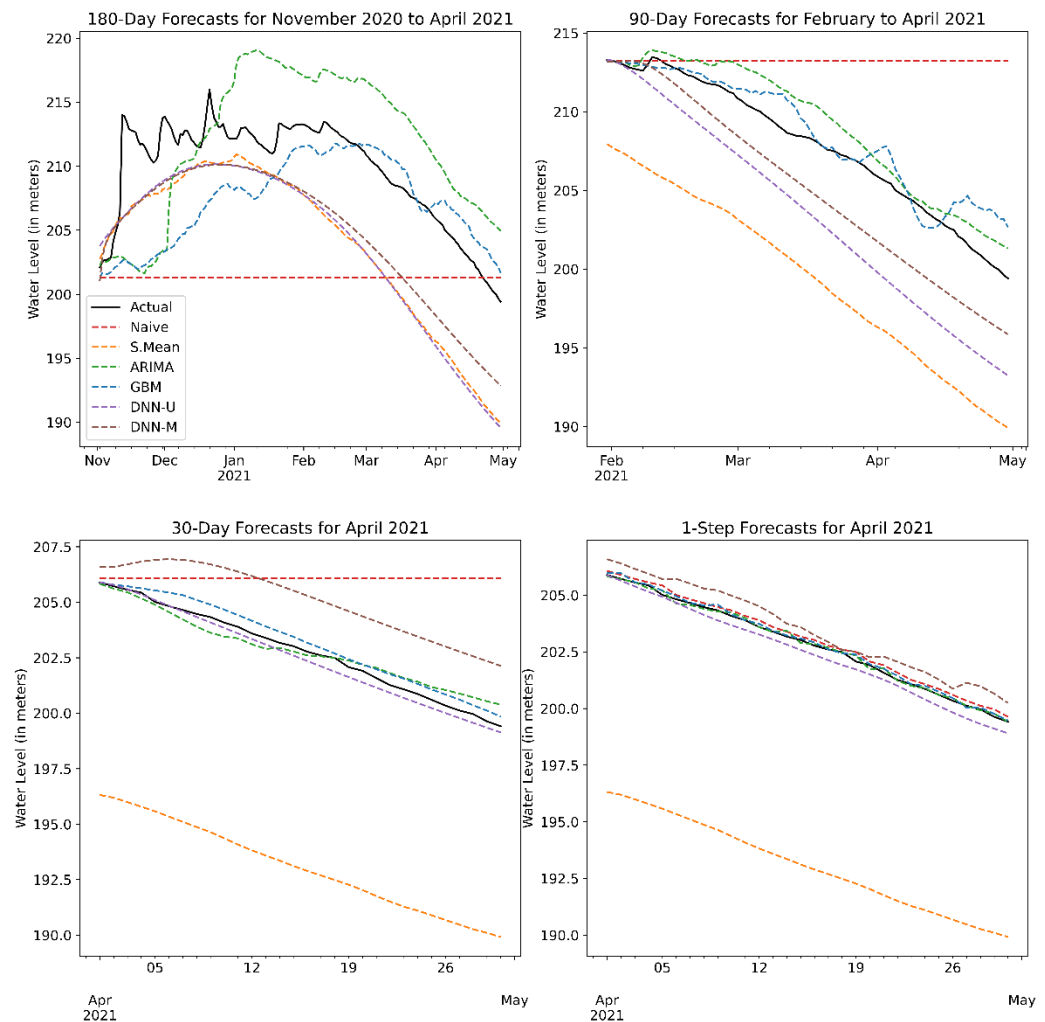 180-Day Forecasts for November 2020 to April 2021
Water Level (in meters)
220
215
210
205
200
195
190
Actual
Naive
S.Mean
ARIMA
GBM
DNN-U
DNN-M
Nov Dec Jan Feb Mar Apr May
2021
90-Day Forecasts for February to April 2021
Water Level (in meters)
215
210
205
200
195
190
Feb Mar Apr May
2021
30-Day Forecasts for April 2021
Water Level (in meters)
207.5
205.0
202.5
200.0
197.5
195.0
192.5
190.0
05 12 19 26
Apr May
2021
1-Step Forecasts for April 2021
Water Level (in meters)
205.0
202.5
200.0
197.5
195.0
192.5
190.0
05 12 19 26
Apr May
2021